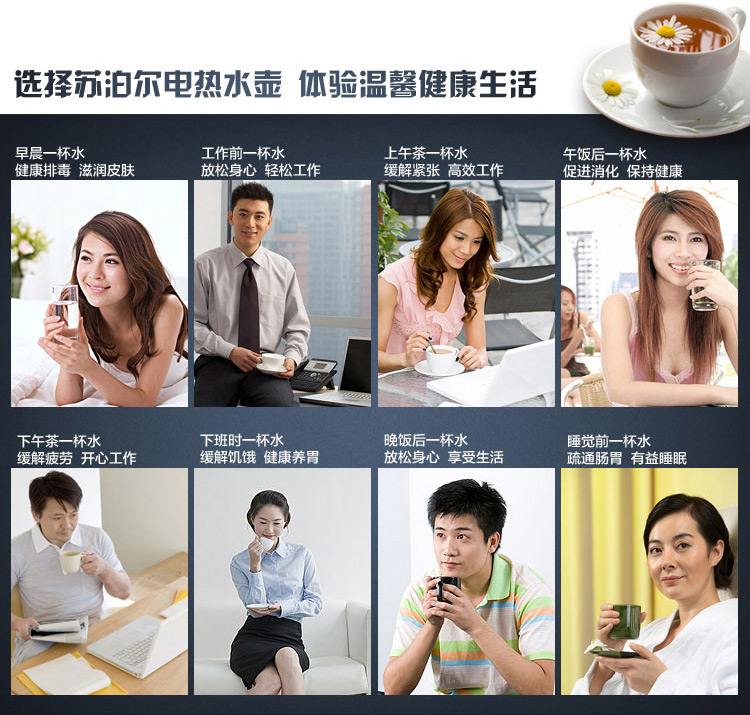 选择苏泊尔电热水壶 体验温馨健康生活
早晨一杯水
健康排毒 滋润皮肤
工作前一杯水
放松身心 轻松工作
上午茶一杯水
缓解紧张 高效工作
午饭后一杯水
促进消化 保持健康
下午茶一杯水
缓解疲劳 开心工作
下班时一杯水
缓解饥饿 健康养胃
晚饭后一杯水
放松身心 享受生活
睡觉前一杯水
疏通肠胃 有益睡眠